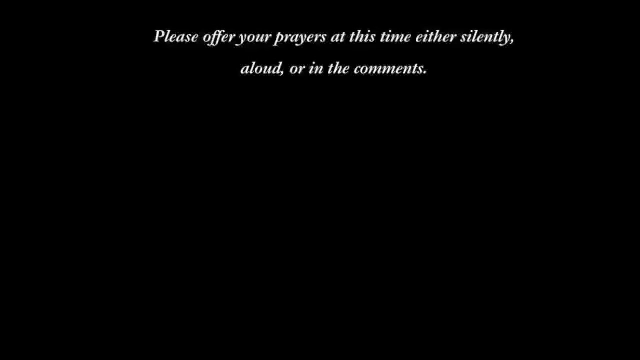 Please offer your prayers at this time either silently,
aloud, or in the comments.